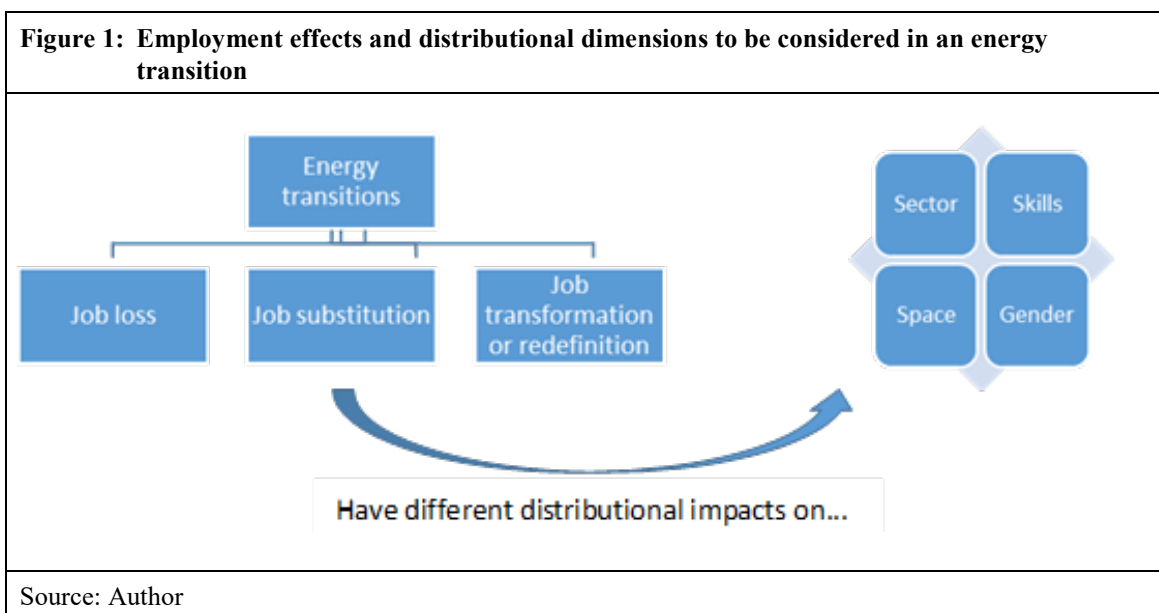 Figure 1: Employment effects and distributional dimensions to be considered in an energy
transition
Energy
transitions
Job loss
Job substitution
Job
transformation
or redefinition
Sector
Skills
Space
Gender
Have different distributional impacts on...
Source: Author